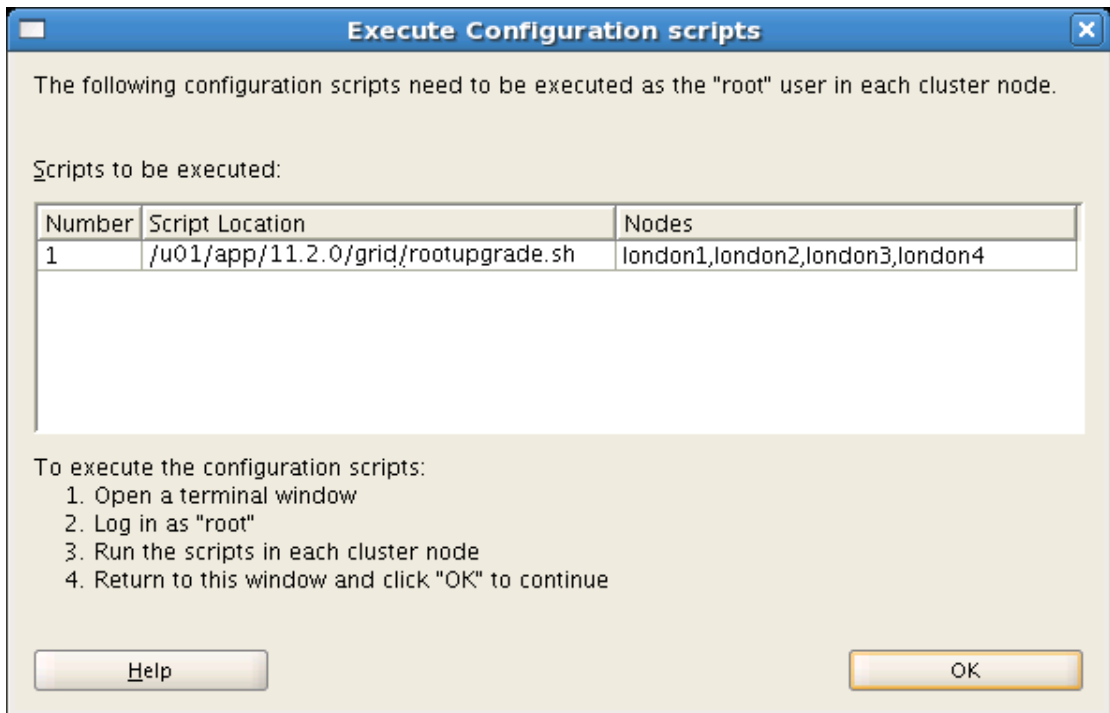 Execute Configuration scripts
The following configuration scripts need to be executed as the "root" user in each cluster node.
Scripts to be executed:
Number Script Location Nodes
1 /u01/app/11.2.0/grid/rootupgrade.sh london1,london2,london3,london4
To execute the configuration scripts:
1. Open a terminal window
2. Log in as "root"
3. Run the scripts in each cluster node
4. Return to this window and click "OK" to continue
Help OK